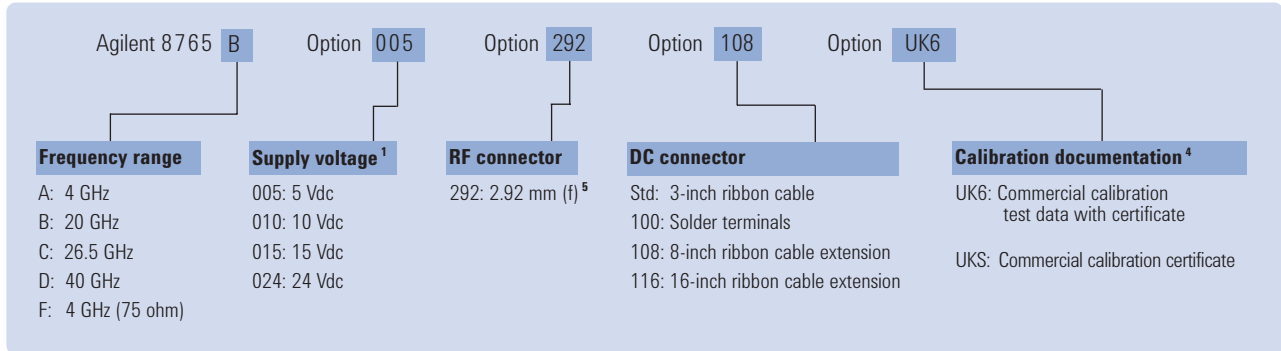 Agilent 8765 B Option 005 Option 292 Option 108 Option UK6
Frequency range
A: 4 GHz
B: 20 GHz
C: 26.5 GHz
D: 40 GHz
F: 4 GHz (75 ohm)
Supply voltage 1
005: 5 Vdc
010: 10 Vdc
015: 15 Vdc
024: 24 Vdc
RF connector
292: 2.92 mm (f) 5
DC connector
Std: 3-inch ribbon cable
100: Solder terminals
108: 8-inch ribbon cable extension
116: 16-inch ribbon cable extension
Calibration documentation 4
UK6: Commercial calibration
test data with certificate
UKS: Commercial calibration certificate